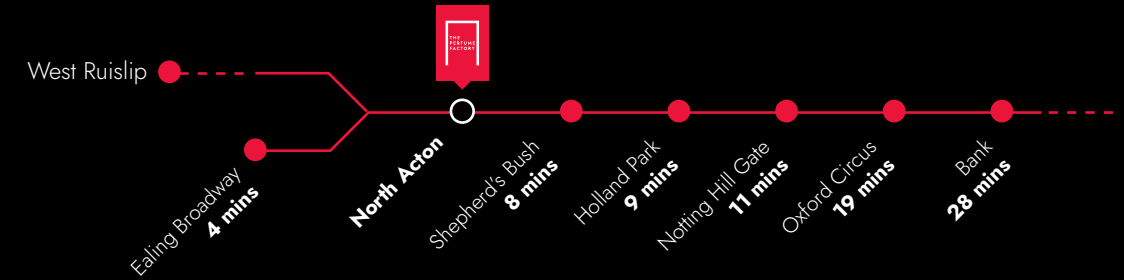 THE
PERFUME
FACTORY
West Ruislip
Ealing Broadway
4 mins
North Acton
Shepherd's Bush
8 mins
Holland Park
9 mins
Notting Hill Gate
11 mins
Oxford Circus
19 mins
Bank
28 mins